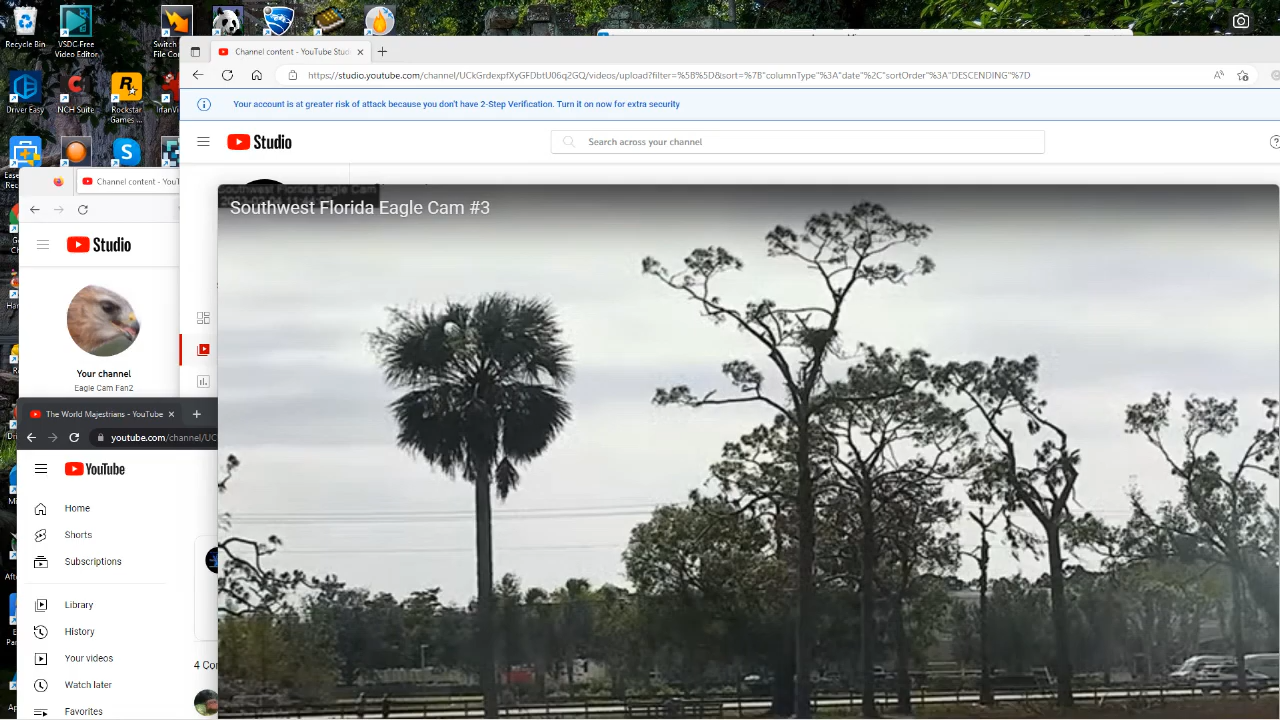 Recycle Bin
VSDC-Free
Video Editor
Switch
File Co
Driver Easy
NCH Suite
Rockstar
Games ...
IrfanVi
Channel content - YouTube Stud
https://studio.youtube.com/channel/UCkGrdexpfXyGFDbtU06q2GQ/videos/upload?filter=%5B%5D&sort=%7B"columnType"%3A"date"%2C"sortOrder"%3A"DESCENDING"%7D
Your account is at greater risk of attack because you don't have 2-Step Verification. Turn it on now for extra security
Studio
Search across your channel
Channel content - YouT
Studio
Your channel
Eagle Cam Fan2
Southwest Florida Eagle Cam
Southwest Florida Eagle Cam #3
The World Majestrians - YouTube
youtube.com/channel/UC
YouTube
Home
Shorts
Subscriptions
Library
History
Your videos
Watch later
Favorites
4 Co